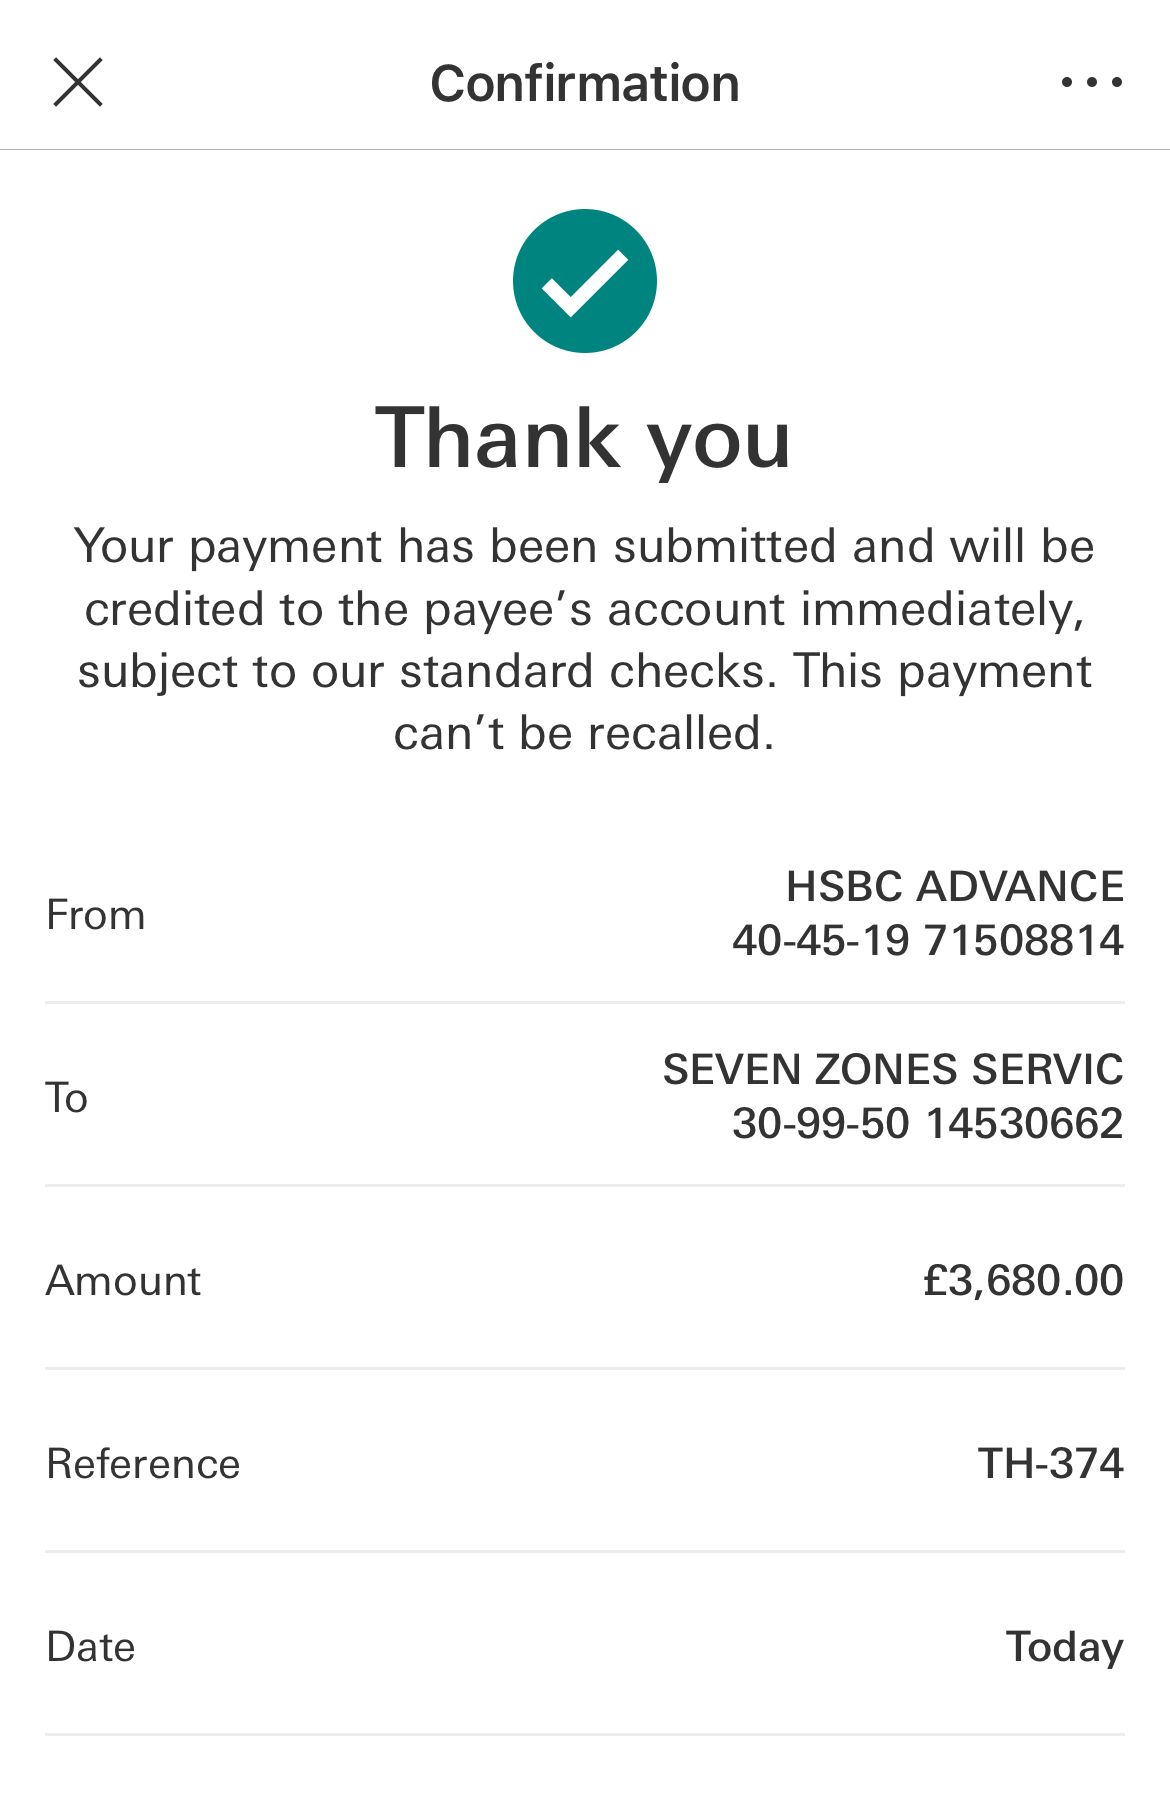 Confirmation
Thank you
Your payment has been submitted and will be
credited to the payee’s account immediately,
subject to our standard checks. This payment
can’t be recalled.
From
HSBC ADVANCE
40-45-19 71508814
To
SEVEN ZONES SERVIC
30-99-50 14530662
Amount
£3,680.00
Reference
TH-374
Date
Today